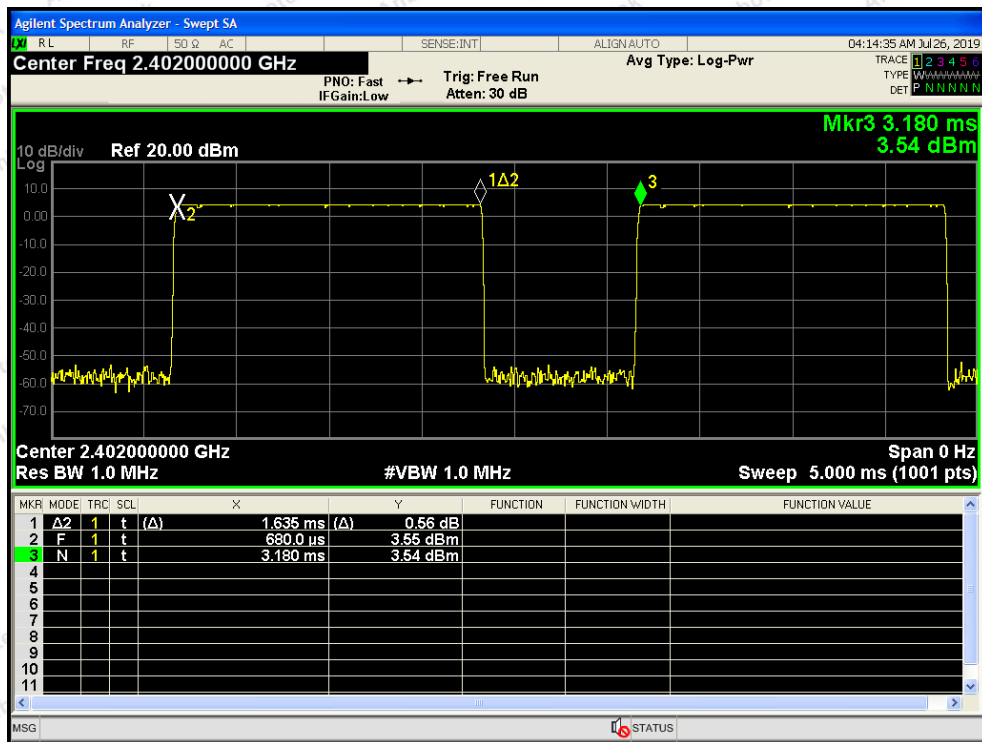 Agilent Spectrum Analyzer - Swept SA
LXI RL RF 50 Ω AC SENSE:INT ALIGNAUTO 04:14:35 AM Jul 26, 2019
Center Freq 2.402000000 GHz Avg Type: Log-Pwr TRACE 1 2 3 4 5 6
PNO: Fast Trig: Free Run TYPE
IFGain:Low Atten: 30 dB DET P N N N N N
Mkr3 3.180 ms
10 dB/div Ref 20.00 dBm 3.54 dBm
Log
10.0 1Δ2 3
0.00 X2
-10.0
-20.0
-30.0
-40.0
-50.0
-60.0
-70.0
Center 2.402000000 GHz Span 0 Hz
Res BW 1.0 MHz #VBW 1.0 MHz Sweep 5.000 ms (1001 pts)
MKR MODE TRC SCL X Y FUNCTION FUNCTION WIDTH FUNCTION VALUE
1 Δ2 1 t (Δ) 1.635 ms (Δ) 0.56 dB
2 F 1 t 680.0 µs 3.55 dBm
3 N 1 t 3.180 ms 3.54 dBm
4
5
6
7
8
9
10
11
MSG STATUS